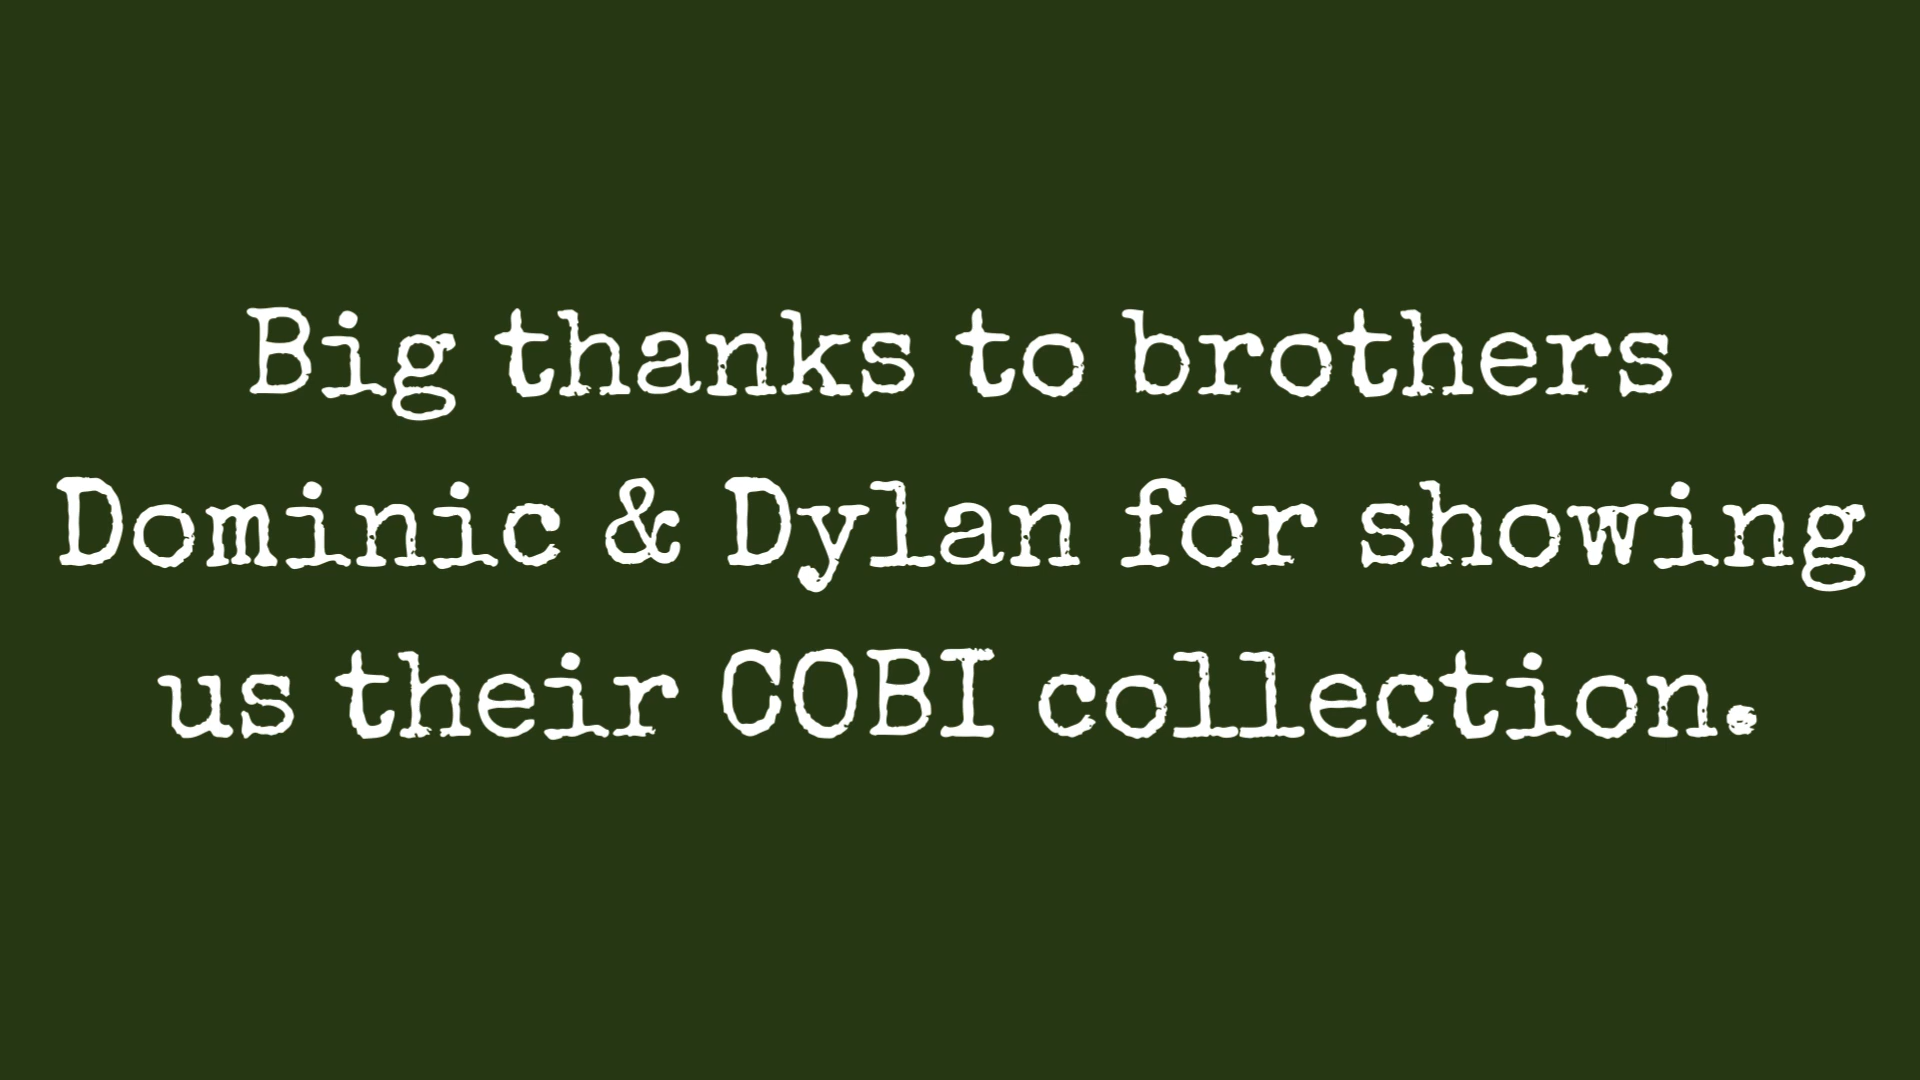 Big thanks to brothers
Dominic & Dylan for showing
us their COBI collection.